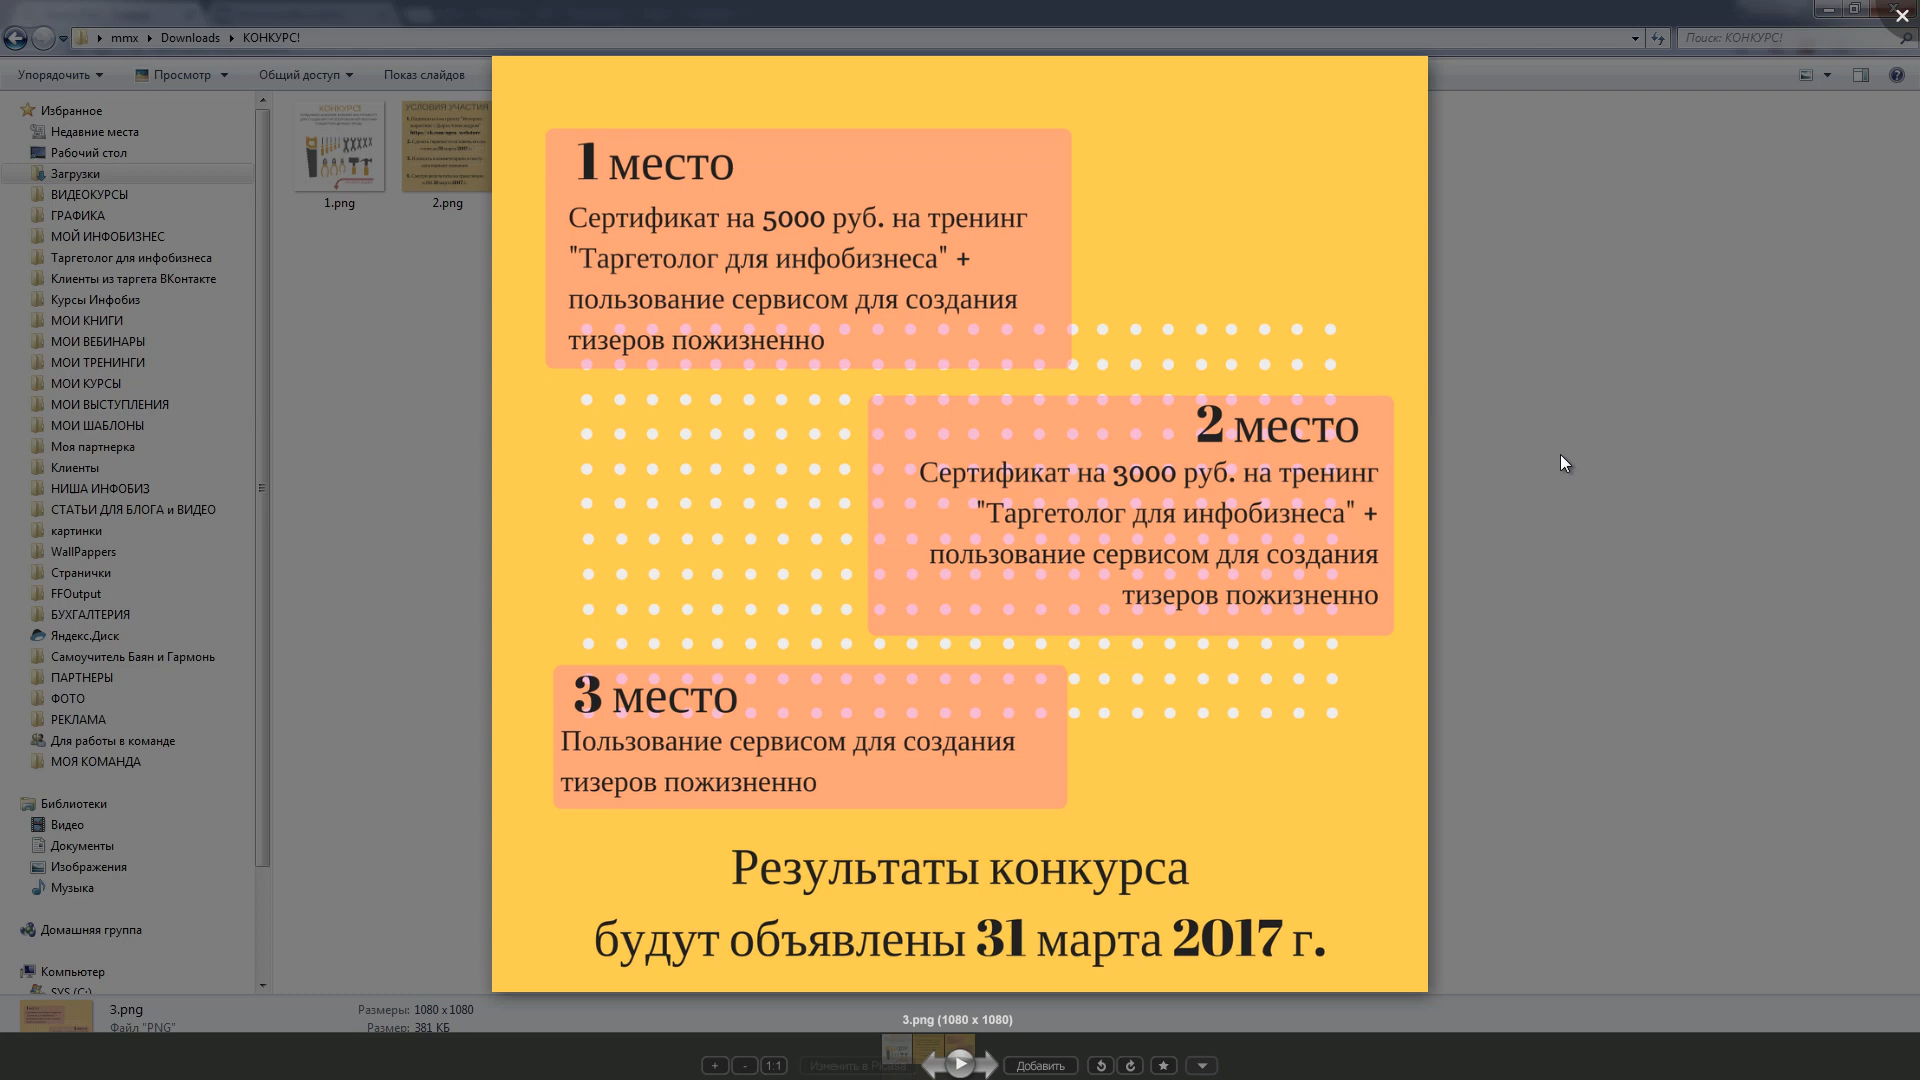 mmx
Downloads
КОНКУРС!
Поиск: КОНКУРС!
Упорядочить
Просмотр
Общий доступ
Показ слайдов
Избранное
Недавние места
Рабочий стол
Загрузки
ВИДЕОКУРСЫ
ГРАФИКА
МОЙ ИНФОБИЗНЕС
Таргетолог для инфобизнеса
Клиенты из таргета ВКонтакте
Курсы Инфобиз
МОИ КНИГИ
МОИ ВЕБИНАРЫ
МОИ ТРЕНИНГИ
МОИ КУРСЫ
МОИ ВЫСТУПЛЕНИЯ
МОИ ШАБЛОНЫ
Моя партнерка
Клиенты
НИША ИНФОБИЗ
СТАТЬИ ДЛЯ БЛОГА и ВИДЕО
картинки
WallPappers
Странички
FFOutput
БУХГАЛТЕРИЯ
Яндекс.Диск
Самоучитель Баян и Гармонь
ПАРТНЕРЫ
ФОТО
РЕКЛАМА
Для работы в команде
МОЯ КОМАНДА
Библиотеки
Видео
Документы
Изображения
Музыка
Домашняя группа
Компьютер
SYS (C:)
КОНКУРС!
1.png
УСЛОВИЯ УЧАСТИЯ
2.png
1 место
Сертификат на 5000 руб. на тренинг
"Таргетолог для инфобизнеса" +
пользование сервисом для создания
тизеров пожизненно
2 место
Сертификат на 3000 руб. на тренинг
"Таргетолог для инфобизнеса" +
пользование сервисом для создания
тизеров пожизненно
3 место
Пользование сервисом для создания
тизеров пожизненно
Результаты конкурса
будут объявлены 31 марта 2017 г.
3.png
Файл "PNG"
Размеры: 1080 x 1080
Размер: 381 КБ
3.png (1080 x 1080)
+
-
1:1
Изменить в Picasa
Добавить